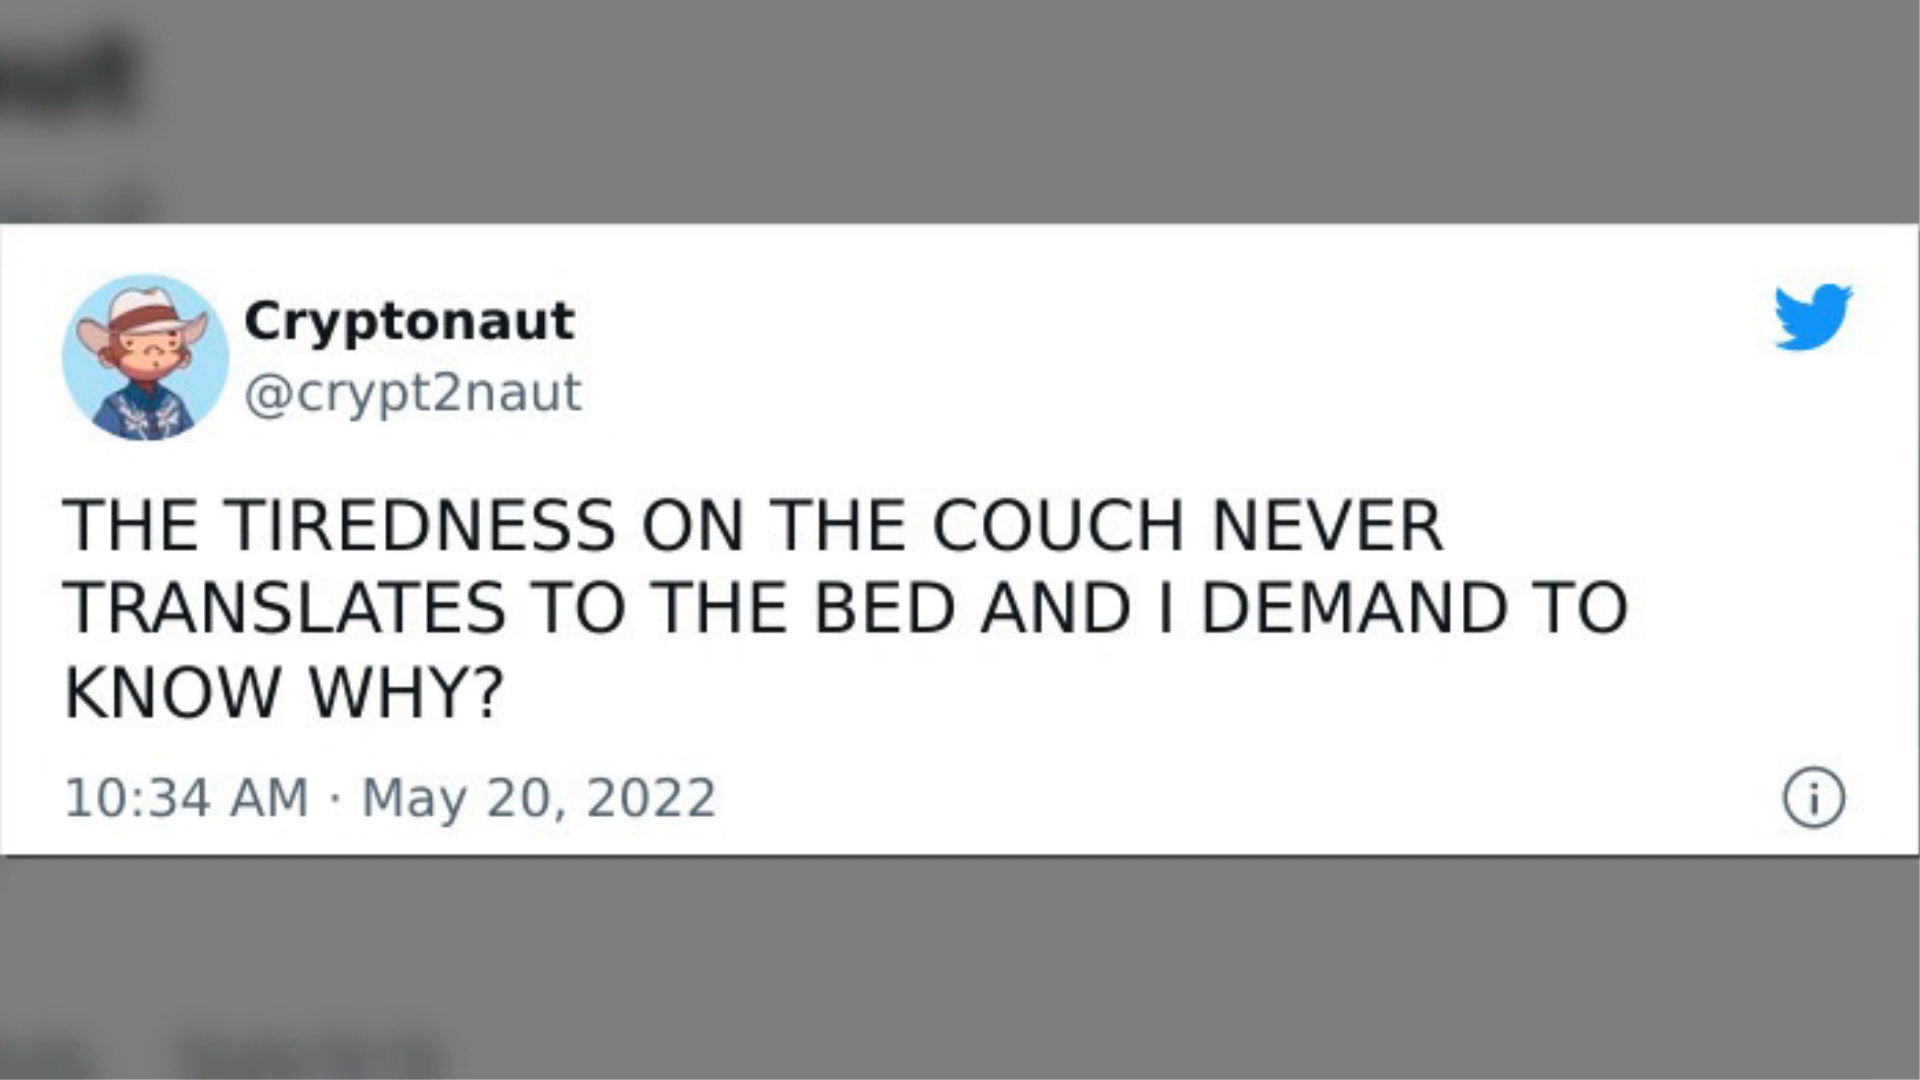 Cryptonaut
@crypt2naut
THE TIREDNESS ON THE COUCH NEVER
TRANSLATES TO THE BED AND I DEMAND TO
KNOW WHY?
10:34 AM · May 20, 2022